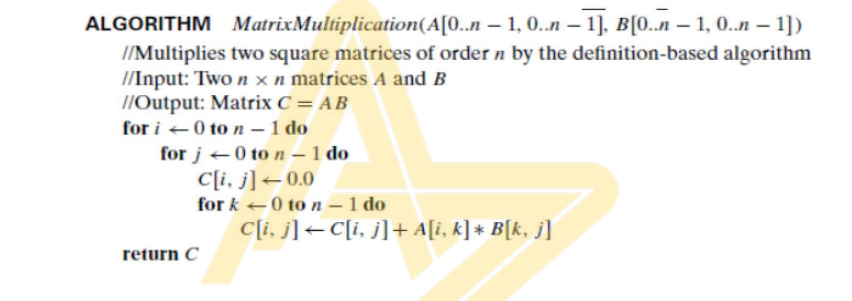 ALGORITHM MatrixMultiplication(A[0..n − 1, 0..n − 1], B[0..n − 1, 0..n − 1])
//Multiplies two square matrices of order n by the definition-based algorithm
//Input: Two n × n matrices A and B
//Output: Matrix C = AB
for i ← 0 to n − 1 do
for j ← 0 to n − 1 do
C[i, j] ← 0.0
for k ← 0 to n − 1 do
C[i, j] ← C[i, j] + A[i, k] ∗ B[k, j]
return C